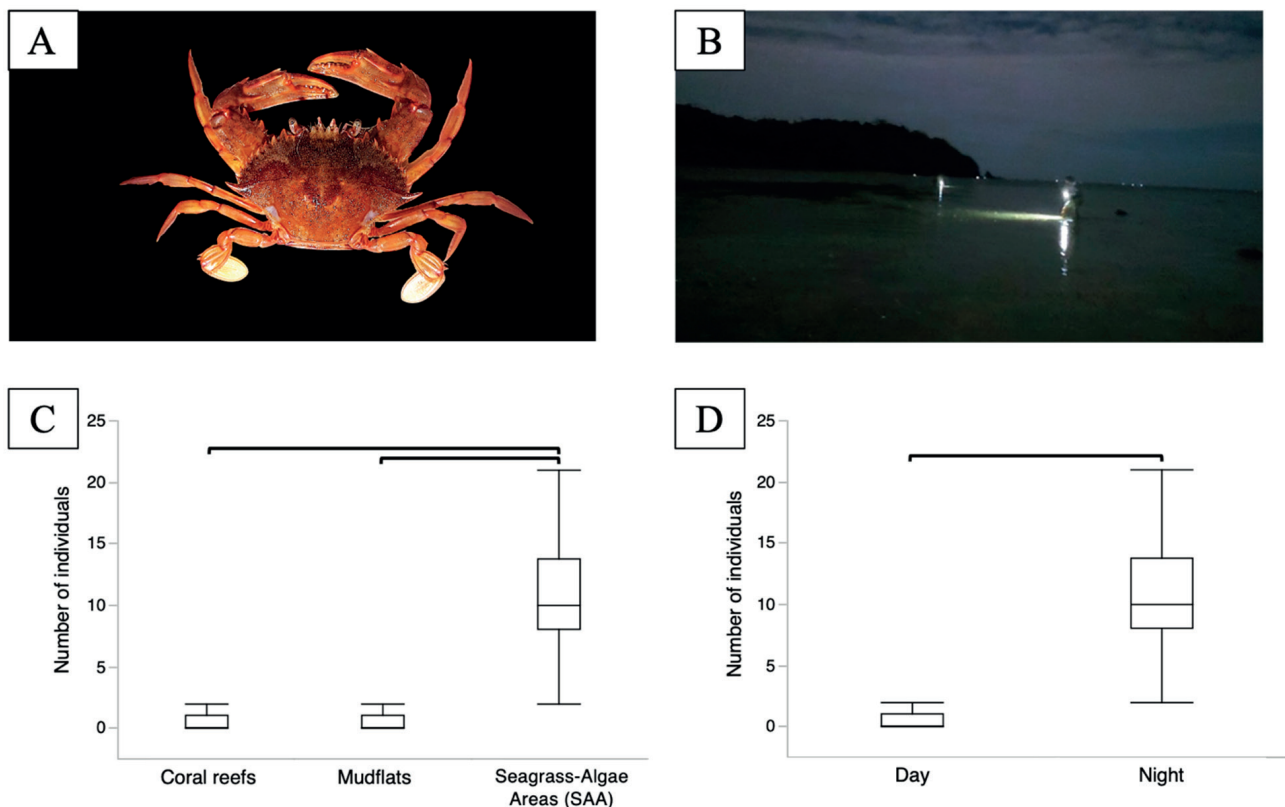 A
B
C
25
20
15
10
5
0
Number of individuals
Coral reefs
Mudflats
Seagrass-Algae
Areas (SAA)
D
25
20
15
10
5
0
Number of individuals
Day
Night